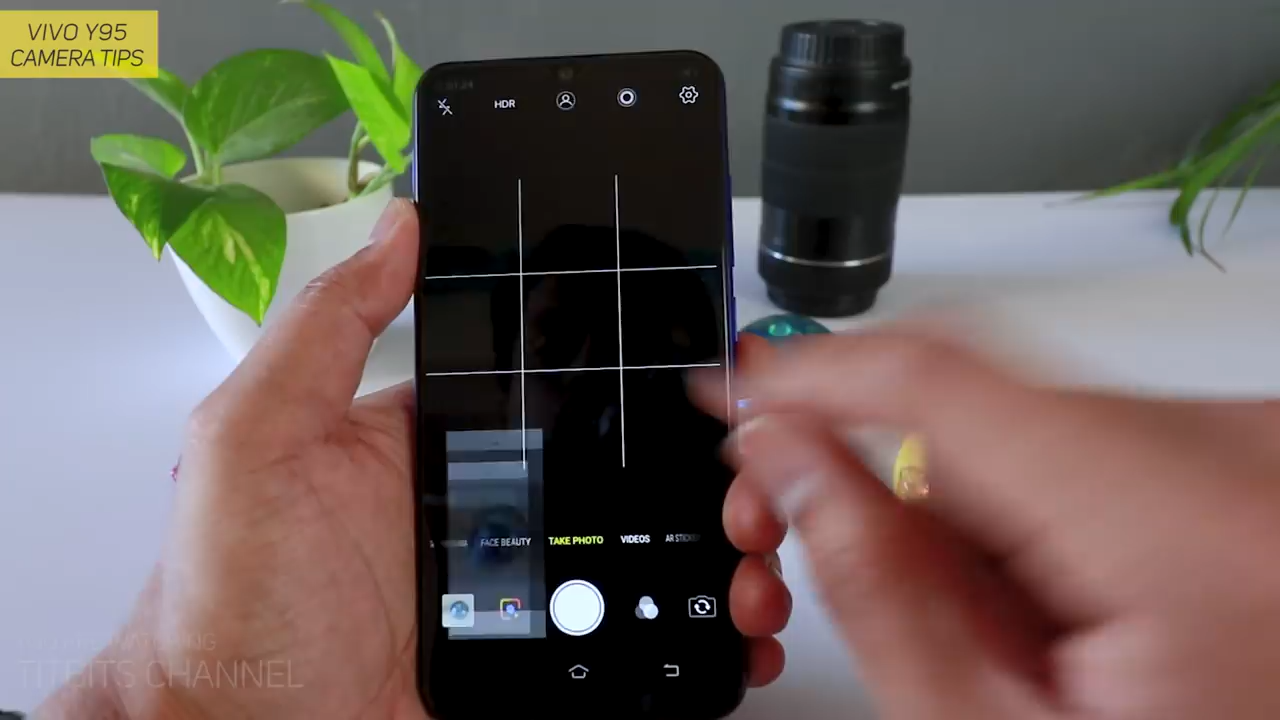 VIVO Y95
CAMERA TIPS
HDR
FACE BEAUTY
TAKE PHOTO
VIDEOS
TITBITS CHANNEL